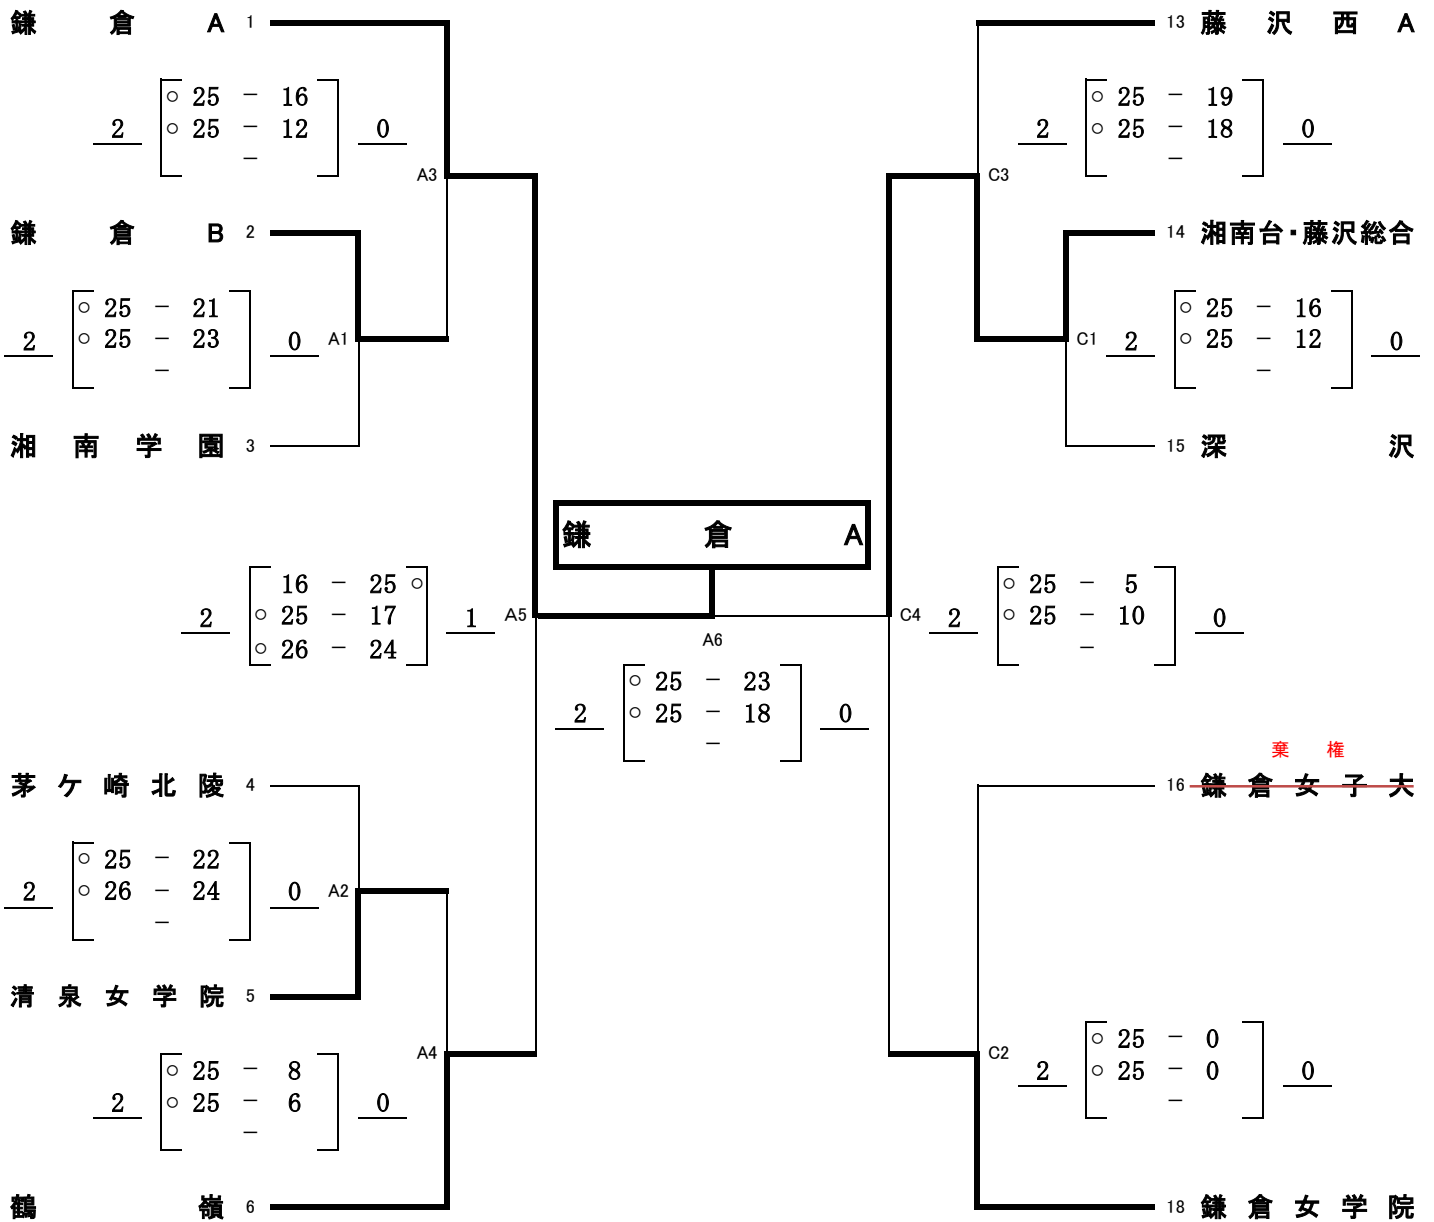 鎌倉A 1
2 ○ 25 － 16 0
○ 25 － 12
－
A3
鎌倉B 2
2 ○ 25 － 21 0
○ 25 － 23
－
A1
湘南学園 3
2 16 － 25 ○ 1
○ 25 － 17
○ 26 － 24
A5
茅ケ崎北陵 4
2 ○ 25 － 22 0
○ 26 － 24
－
A2
清泉女学院 5
2 ○ 25 － 8 0
○ 25 － 6
－
A4
鶴嶺 6
鎌倉A
A6
2 ○ 25 － 23 0
○ 25 － 18
－
13 藤沢西A
2 ○ 25 － 19 0
○ 25 － 18
－
C3
14 湘南台・藤沢総合
C1
2 ○ 25 － 16 0
○ 25 － 12
－
15 深沢
C4
2 ○ 25 － 5 0
○ 25 － 10
－
棄権
16 鎌倉女子大
C2
2 ○ 25 － 0 0
○ 25 － 0
－
18 鎌倉女学院